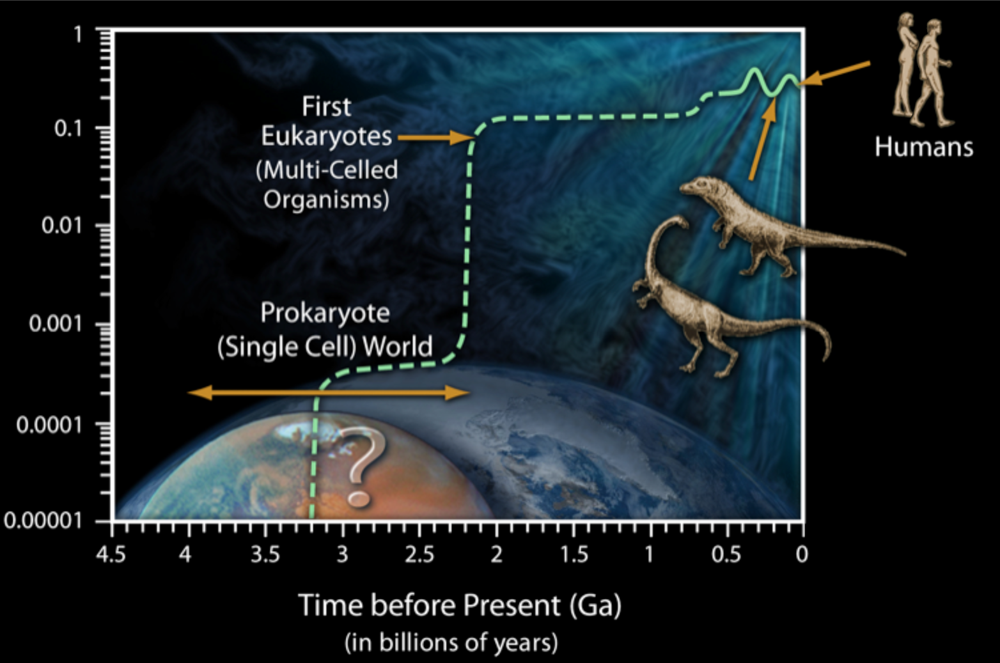 1
0.1
0.01
0.001
0.0001
0.00001
First
Eukaryotes
(Multi-Celled
Organisms)
Prokaryote
(Single Cell) World
?
Humans
4.5 4 3.5 3 2.5 2 1.5 1 0.5 0
Time before Present (Ga)
(in billions of years)